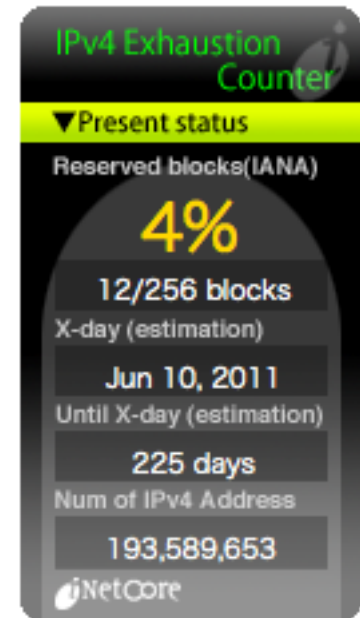 IPv4 Exhaustion
Counter
▼Present status
Reserved blocks(IANA)
4%
12/256 blocks
X-day (estimation)
Jun 10, 2011
Until X-day (estimation)
225 days
Num of IPv4 Address
193,589,653
iNetCore